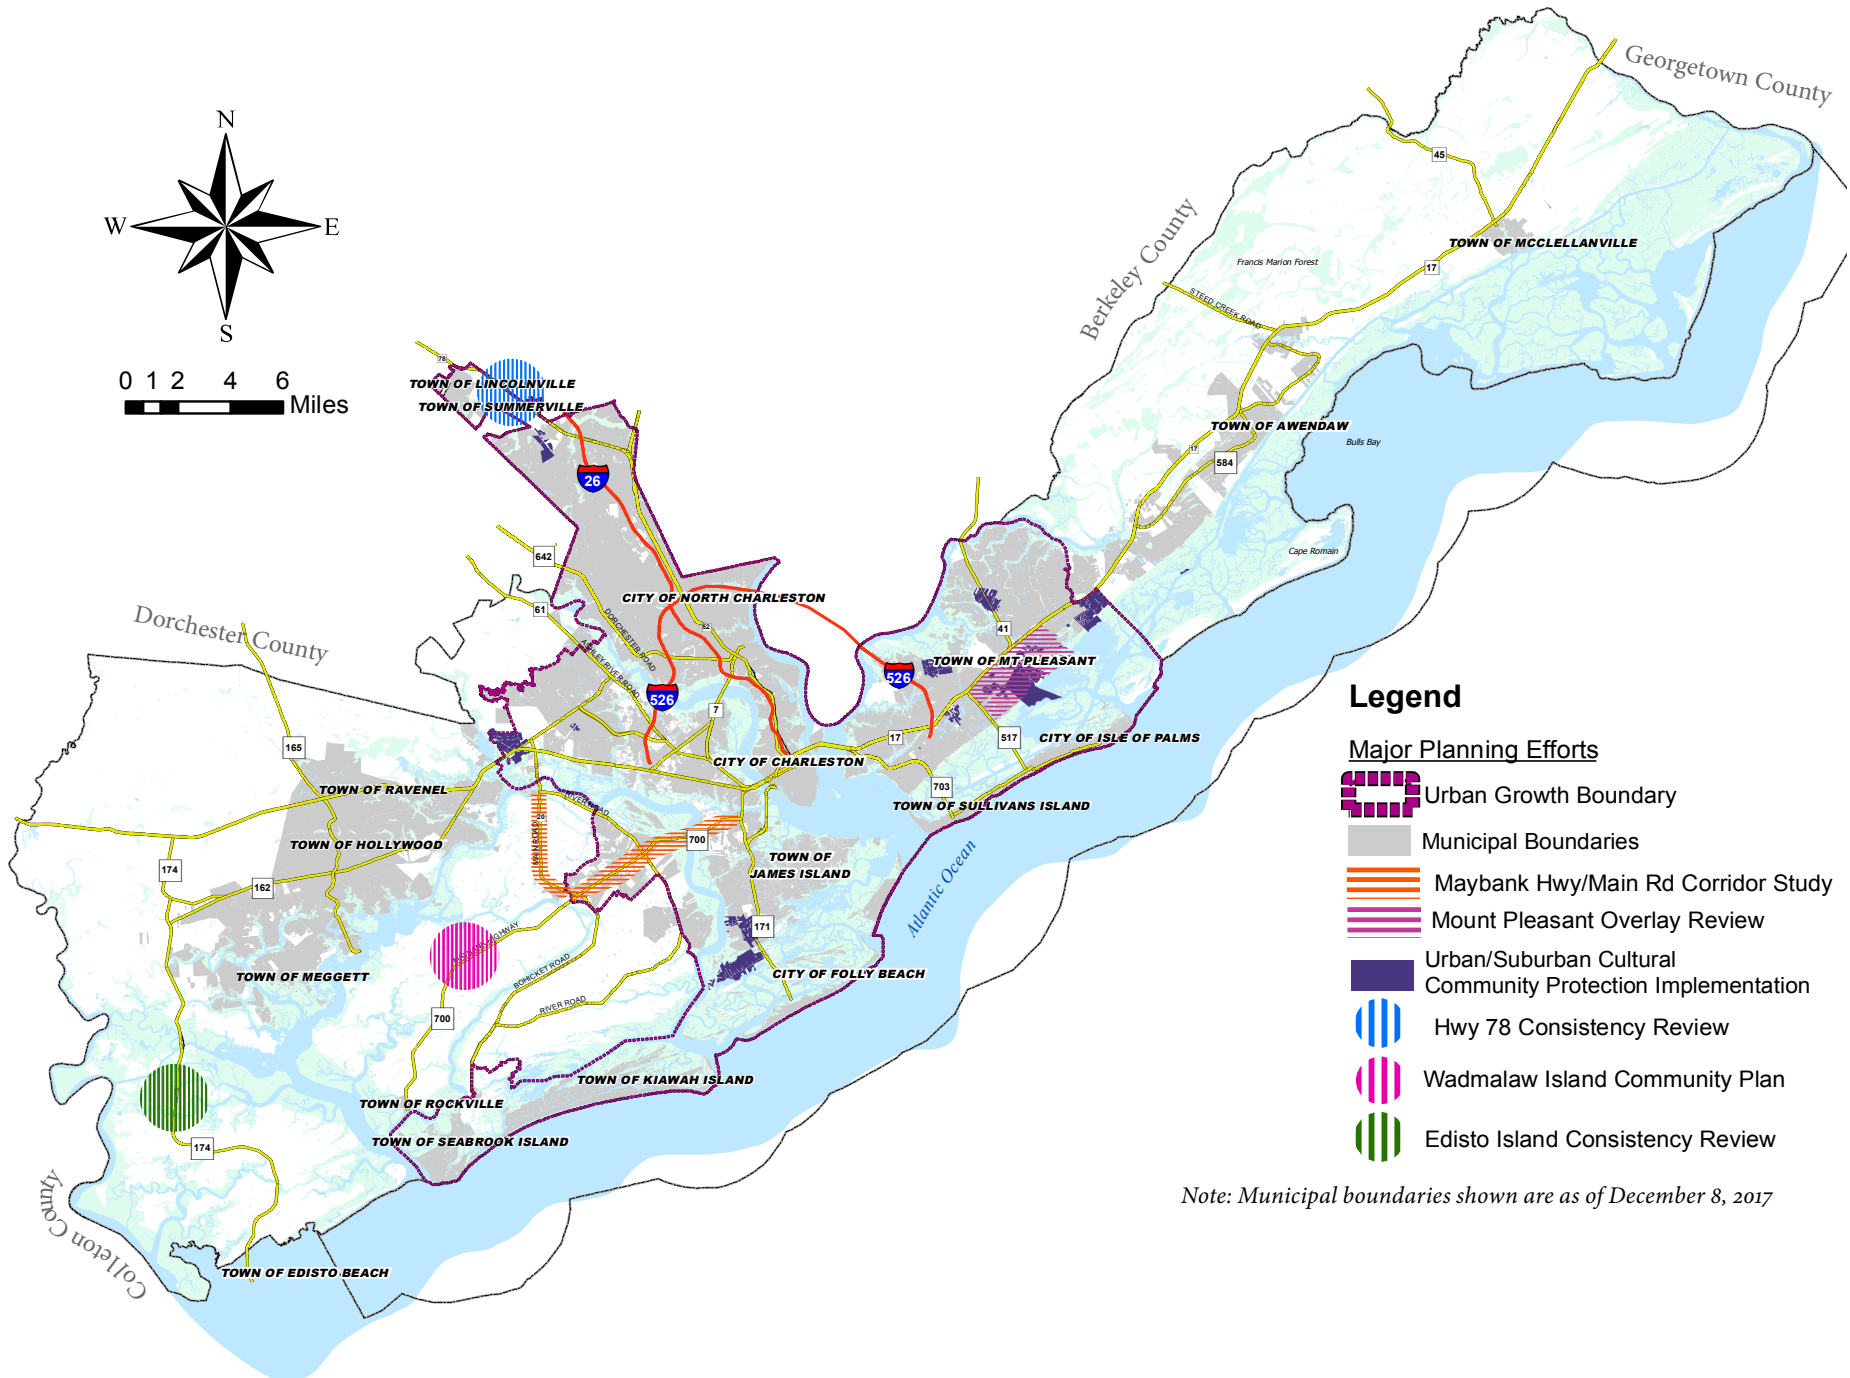 Georgetown County
N
W
E
S
45
TOWN OF MCCLELLANVILLE
Berkeley County
Francis Marion Forest
17
STEED CREEK ROAD
78
0 1 2 4 6
Miles
TOWN OF LINCOLNVILLE
TOWN OF SUMMERVILLE
TOWN OF AWENDAW
Bulls Bay
17
584
26
642
Cape Romain
CITY OF NORTH CHARLESTON
61
Dorchester County
DORCHESTER ROAD
52
41
ASHLEY RIVER ROAD
TOWN OF MT PLEASANT
526
526
7
165
17
517
CITY OF ISLE OF PALMS
CITY OF CHARLESTON
TOWN OF RAVENEL
703
RIVER ROAD
TOWN OF SULLIVANS ISLAND
20
MAIN ROAD
700
TOWN OF HOLLYWOOD
TOWN OF
JAMES ISLAND
174
162
Atlantic Ocean
171
BOHICKET ROAD
TOWN OF MEGGETT
CITY OF FOLLY BEACH
RIVER ROAD
700
TOWN OF KIAWAH ISLAND
TOWN OF ROCKVILLE
TOWN OF SEABROOK ISLAND
174
Colleton County
TOWN OF EDISTO BEACH
Legend
Major Planning Efforts
Urban Growth Boundary
Municipal Boundaries
Maybank Hwy/Main Rd Corridor Study
Mount Pleasant Overlay Review
Urban/Suburban Cultural
Community Protection Implementation
Hwy 78 Consistency Review
Wadmalaw Island Community Plan
Edisto Island Consistency Review
Note: Municipal boundaries shown are as of December 8, 2017